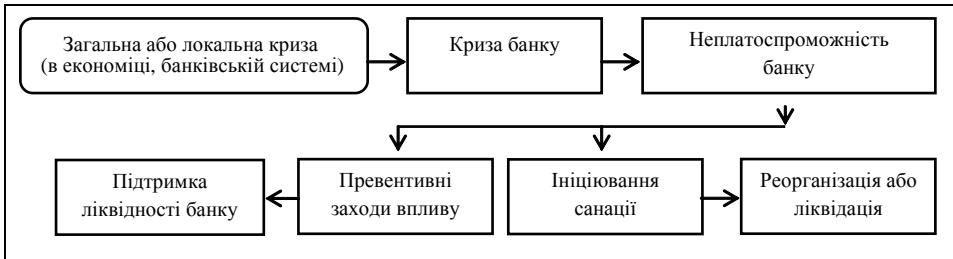 Загальна або локальна криза
(в економіці, банківській системі)
Криза банку
Неплатоспроможність
банку
Підтримка
ліквідності банку
Превентивні
заходи впливу
Ініціювання
санації
Реорганізація або
ліквідація